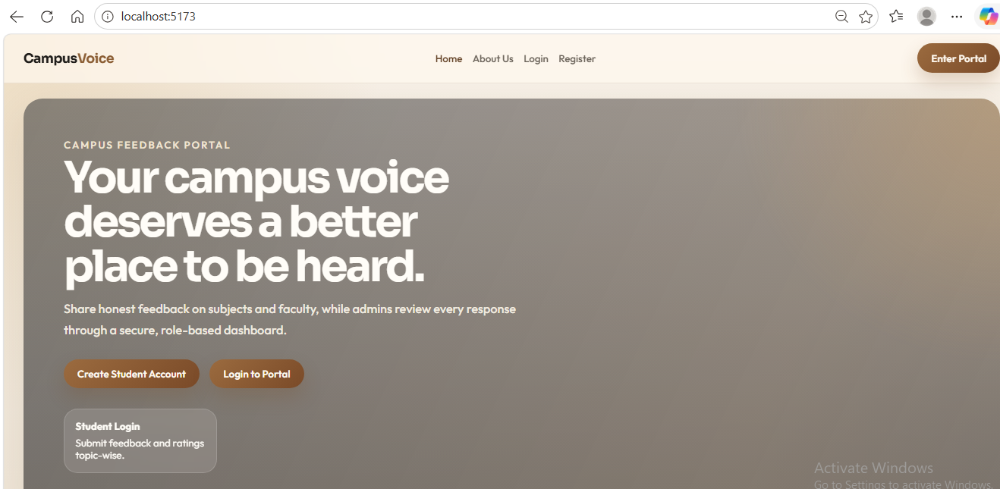 localhost:5173
CampusVoice
Home About Us Login Register
Enter Portal
CAMPUS FEEDBACK PORTAL
Your campus voice
deserves a better
place to be heard.
Share honest feedback on subjects and faculty, while admins review every response
through a secure, role-based dashboard.
Create Student Account Login to Portal
Student Login
Submit feedback and ratings
topic-wise.
Activate Windows
Go to Settings to activate Windows.